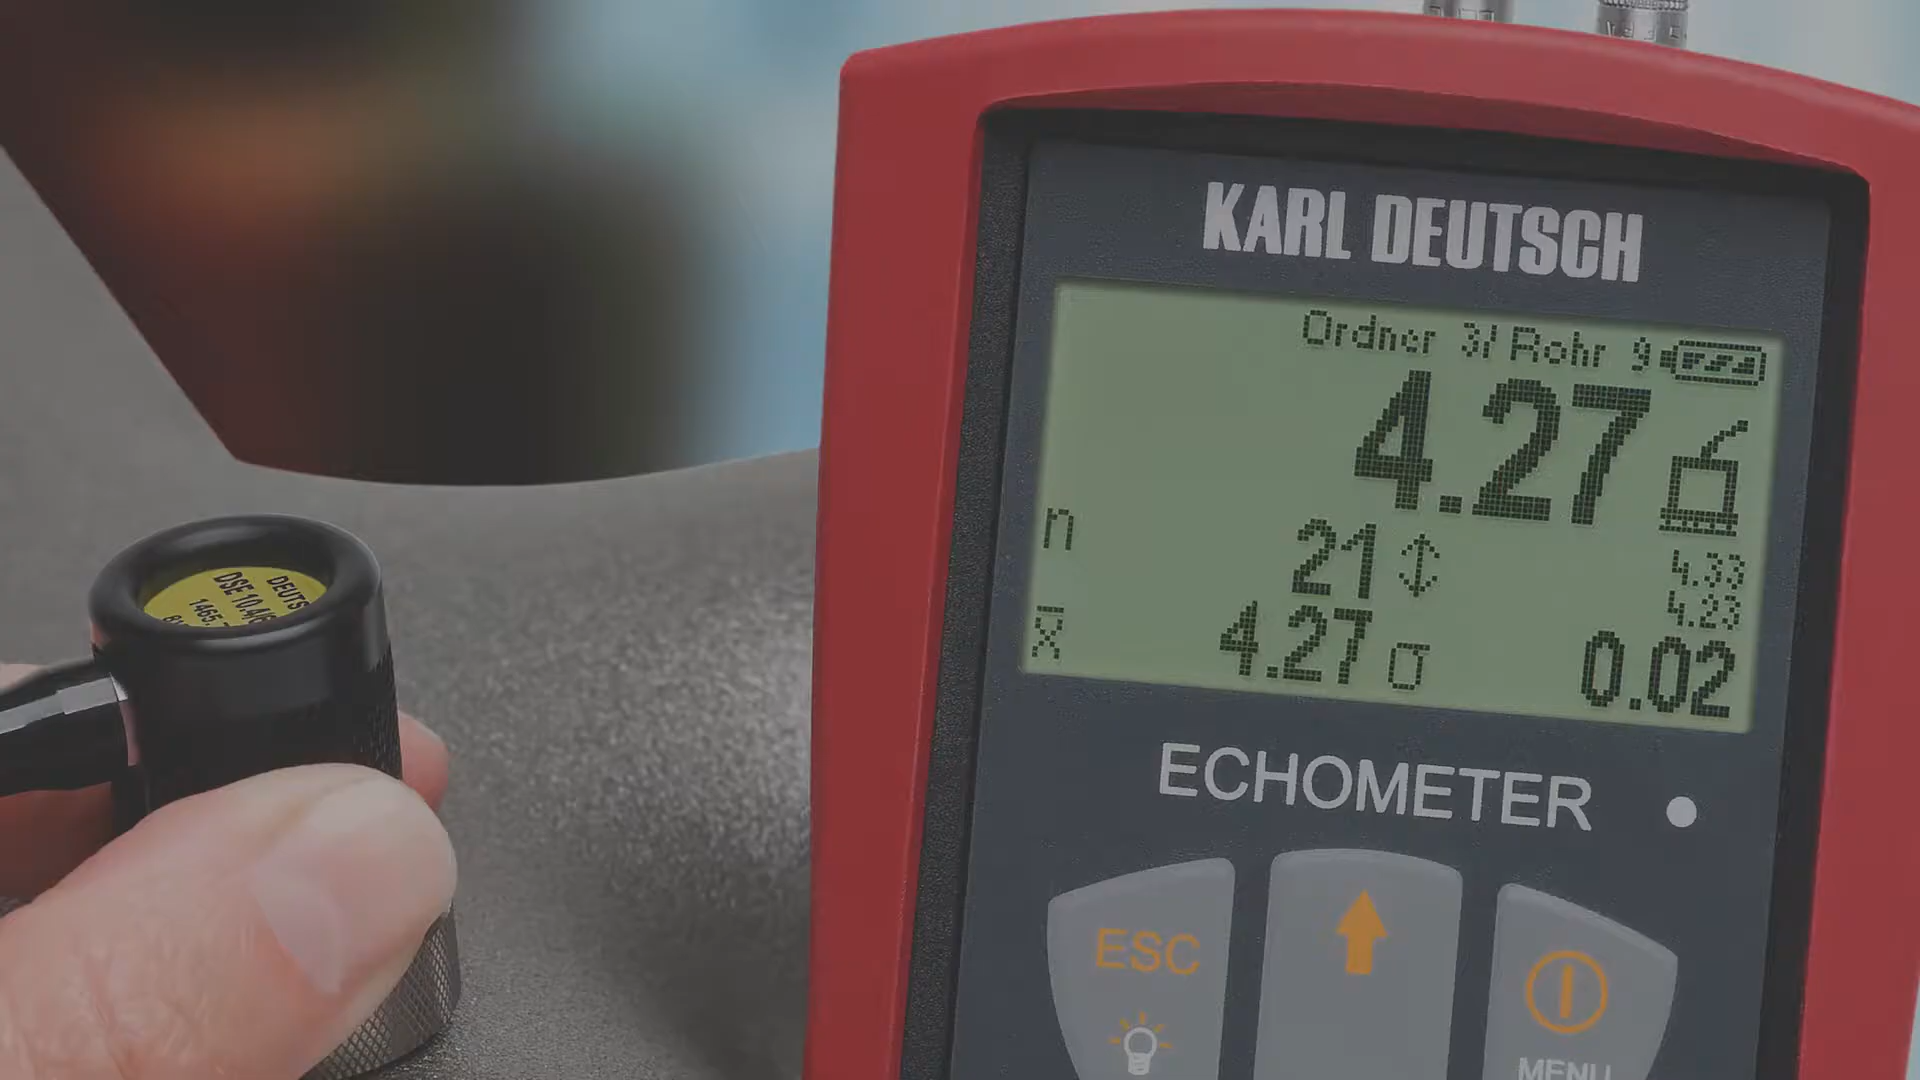 KARL DEUTSCH
Ordner 3/ Rohr 9
4.27
n 21 4.33
4.23
x̄ 4.27 σ 0.02
ECHOMETER
ESC
MENU
DSE 10.4/6
1465.